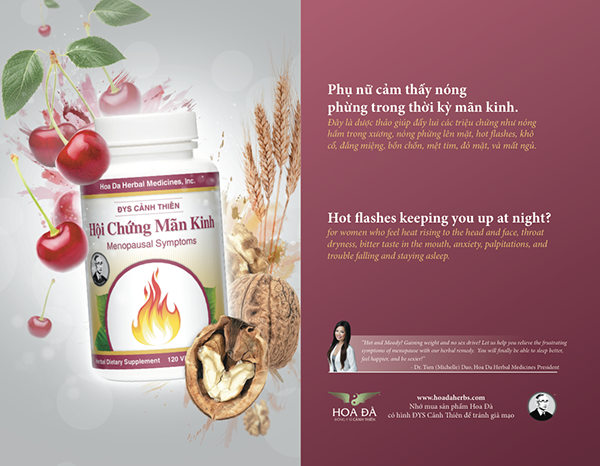 Hoa Da Herbal Medicines, Inc.
ĐYS CẢNH THIÊN
Hội Chứng Mãn Kinh
Menopausal Symptoms
Herbal Dietary Supplement
120 V
Phụ nữ cảm thấy nóng
phừng trong thời kỳ mãn kinh.
Đây là dược thảo giúp đẩy lui các triệu chứng như nóng
hầm trong xương, nóng phừng lên mặt, hot flashes, khô
cổ, đắng miệng, bồn chồn, mệt tim, đỏ mặt, và mất ngủ.
Hot flashes keeping you up at night?
for women who feel heat rising to the head and face, throat
dryness, bitter taste in the mouth, anxiety, palpitations, and
trouble falling and staying asleep.
"Hot and Moody? Gaining weight and no sex drive? Let us help you relieve the frustrating
symptoms of menopause with our herbal remedy. You will finally be able to sleep better,
feel happier, and be sexier!"
- Dr. Tam (Michelle) Dao, Hoa Da Herbal Medicines President
HOA ĐÀ
ĐÔNG Y SĨ CẢNH THIÊN
www.hoadaherbs.com
Nhớ mua sản phẩm Hoa Đà
có hình ĐYS Cảnh Thiên để tránh giả mạo